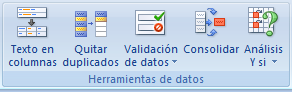 Texto en columnas
Quitar duplicados
Validación de datos
Consolidar
Análisis Y si
Herramientas de datos